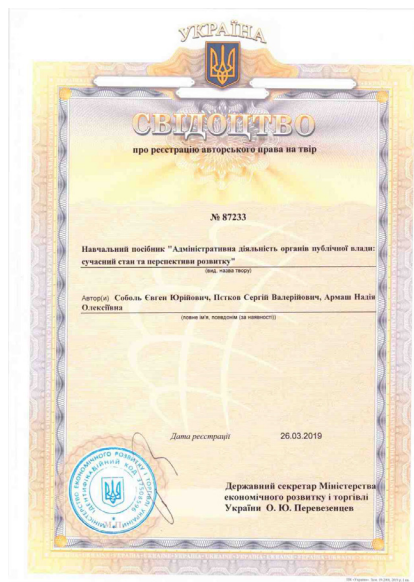 УКРАЇНА
СВІДОЦТВО
про реєстрацію авторського права на твір
№ 87233
Навчальний посібник "Адміністративна діяльність органів публічної влади:
сучасний стан та перспективи розвитку"
(вид, назва твору)
Автор(и) Соболь Євген Юрійович, Пєтков Сергій Валерійович, Армаш Надія
Олексіївна
(повне ім'я, псевдонім (за наявності))
Дата реєстрації 26.03.2019
Державний секретар Міністерства
економічного розвитку і торгівлі
України О. Ю. Перевезенцев